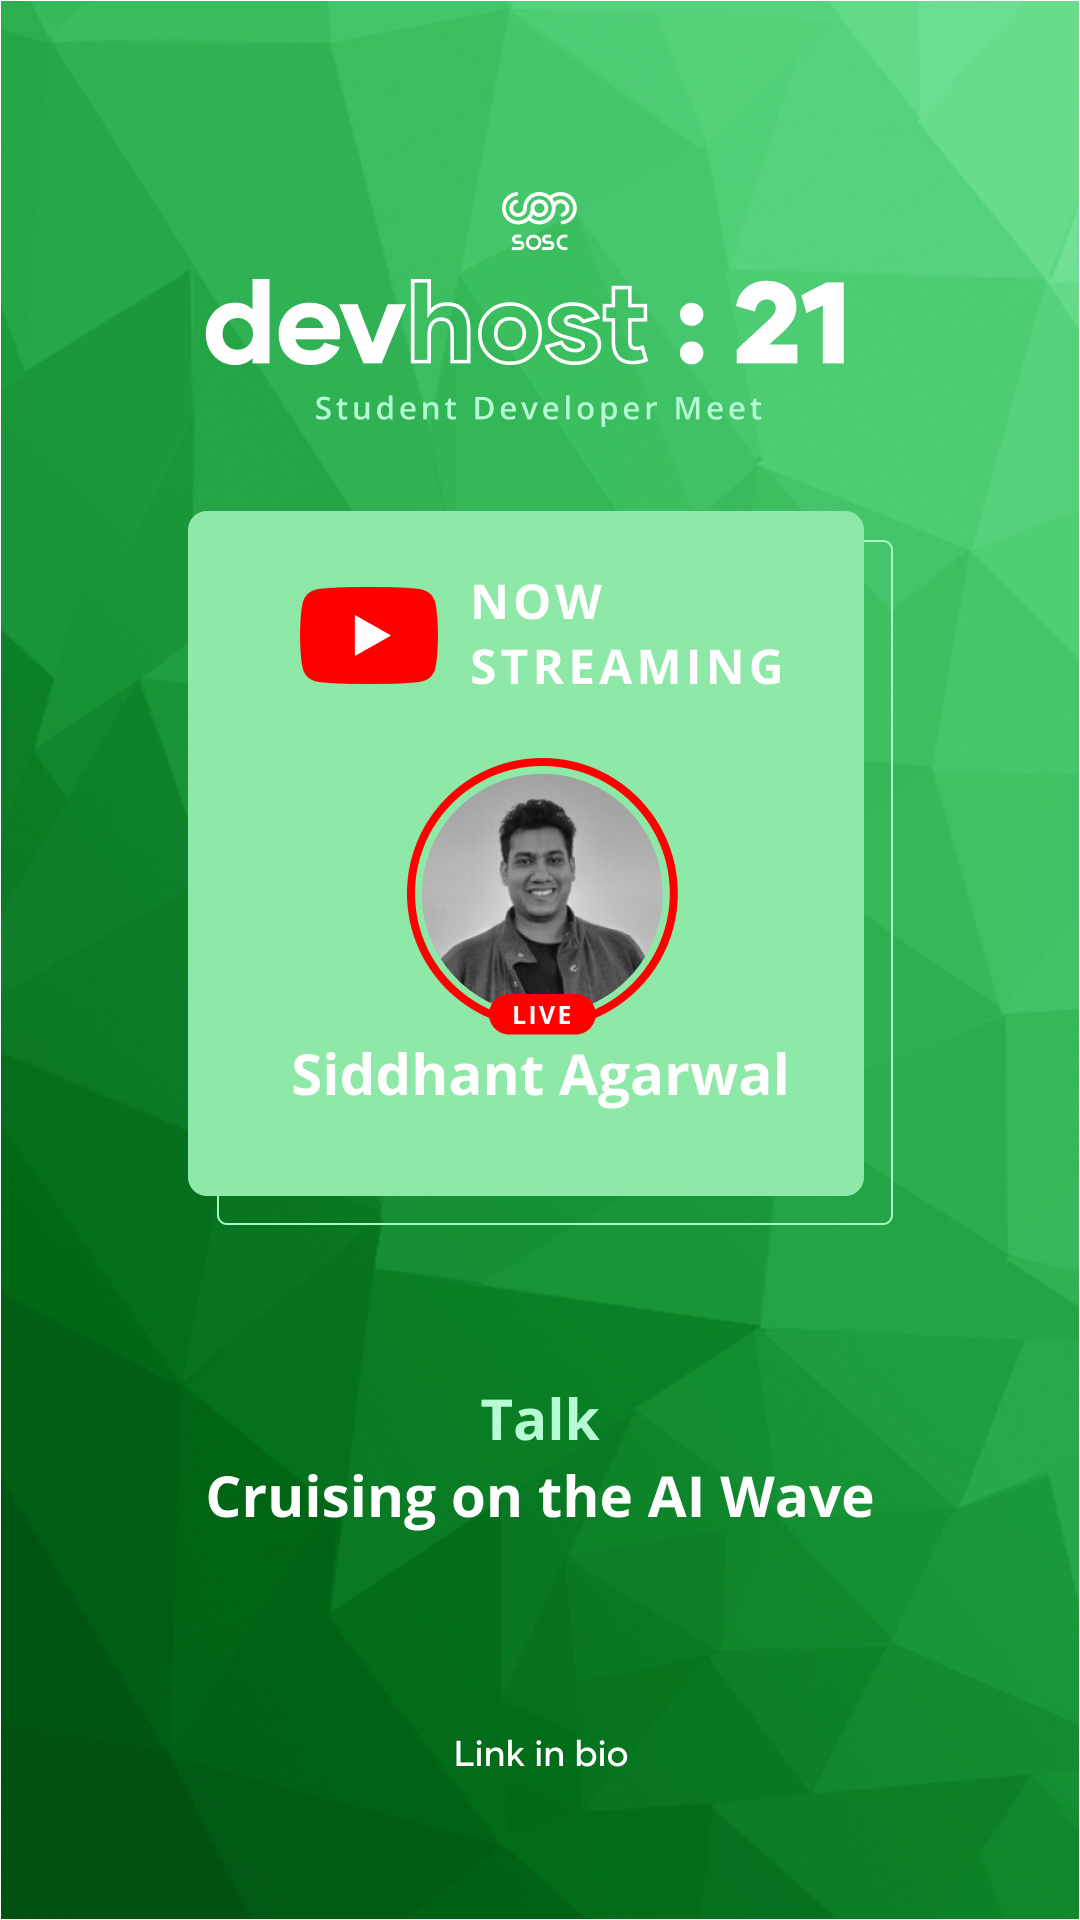 SOSC
devhost : 21
Student Developer Meet
NOW
STREAMING
LIVE
Siddhant Agarwal
Talk
Cruising on the AI Wave
Link in bio